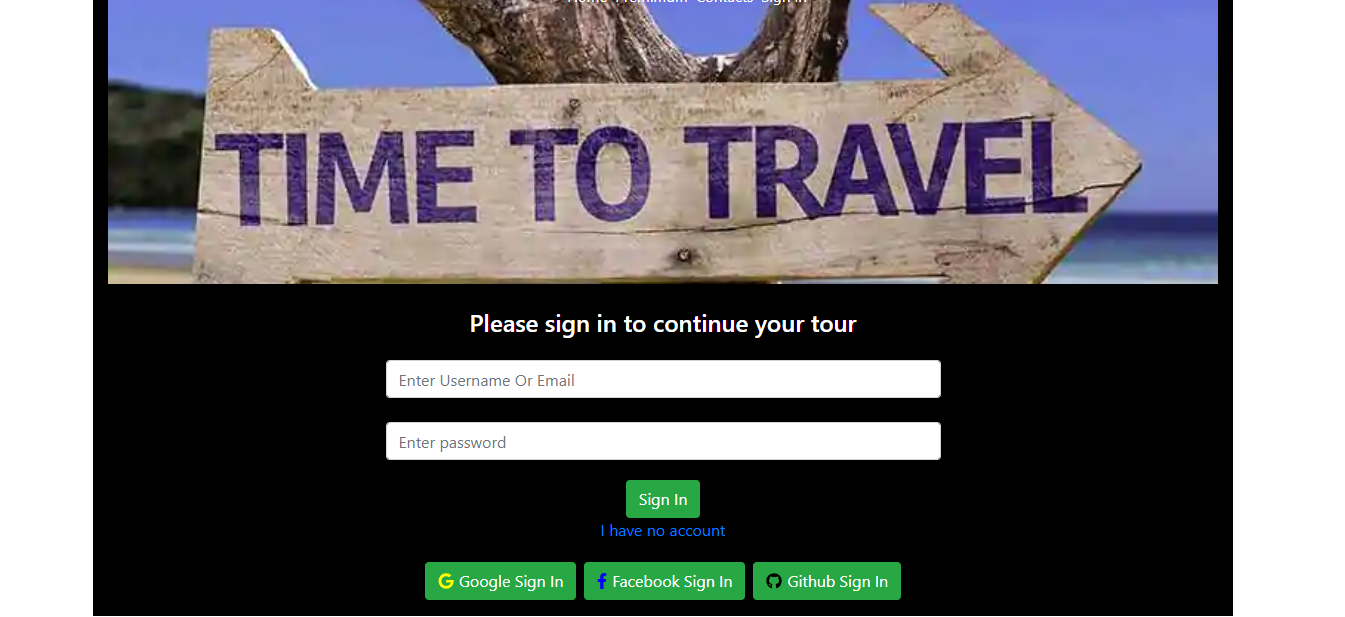 Home Premimum Contacts Sign In
TIME TO TRAVEL
Please sign in to continue your tour
Enter Username Or Email
Enter password
Sign In
I have no account
Google Sign In Facebook Sign In Github Sign In